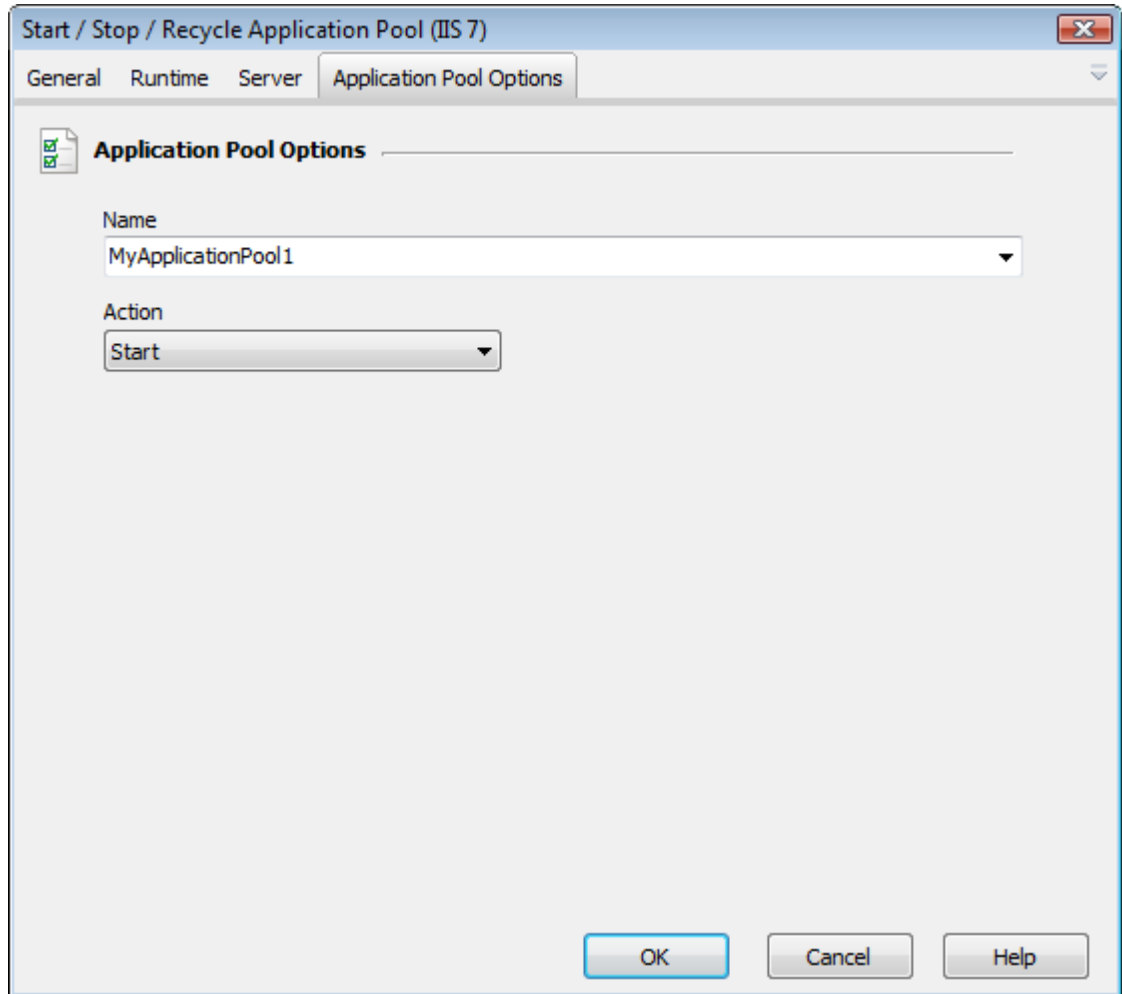 Start / Stop / Recycle Application Pool (IIS 7)
General Runtime Server Application Pool Options
Application Pool Options
Name
MyApplicationPool1
Action
Start
OK Cancel Help